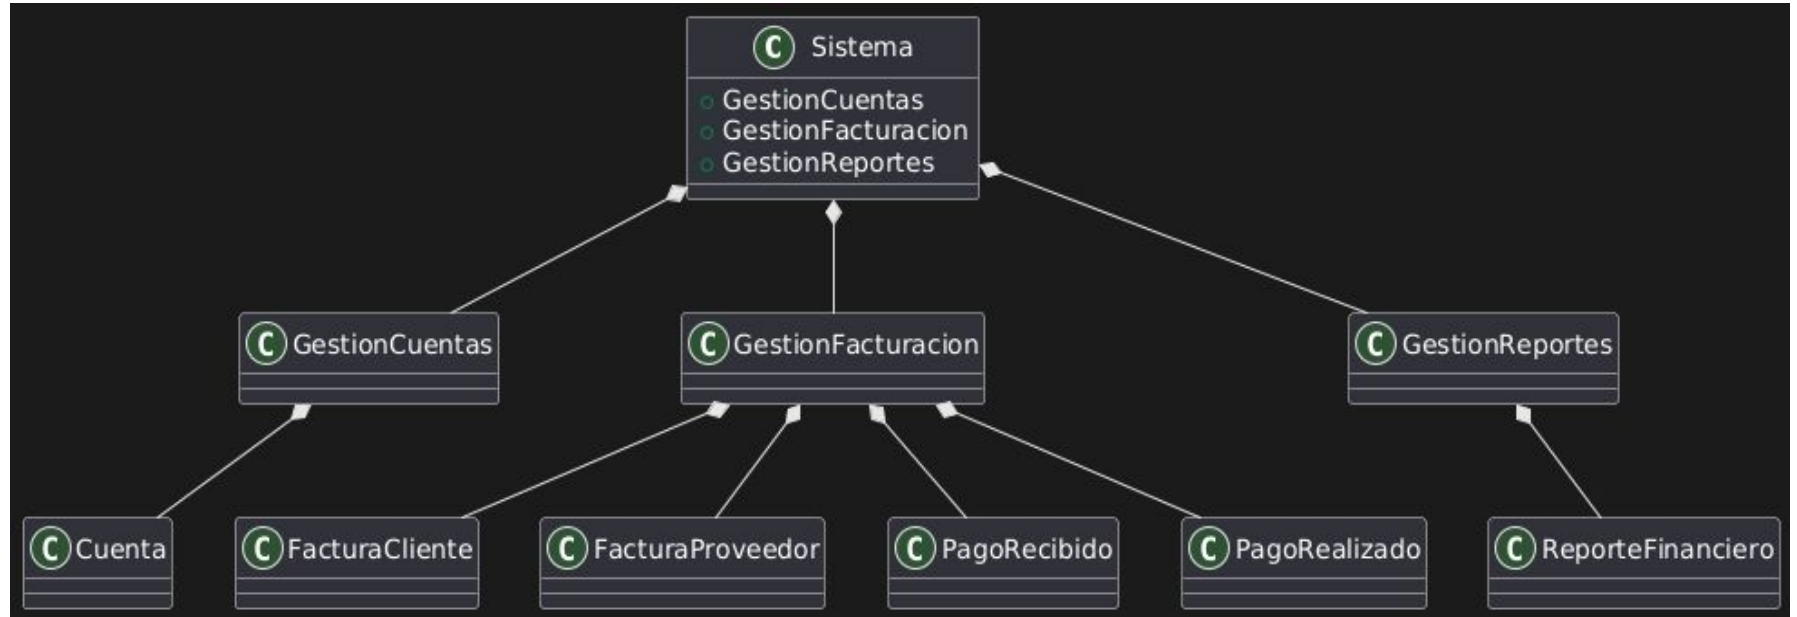 C Sistema
GestionCuentas
GestionFacturacion
GestionReportes
C GestionCuentas
C GestionFacturacion
C GestionReportes
C Cuenta
C FacturaCliente
C FacturaProveedor
C PagoRecibido
C PagoRealizado
C ReporteFinanciero